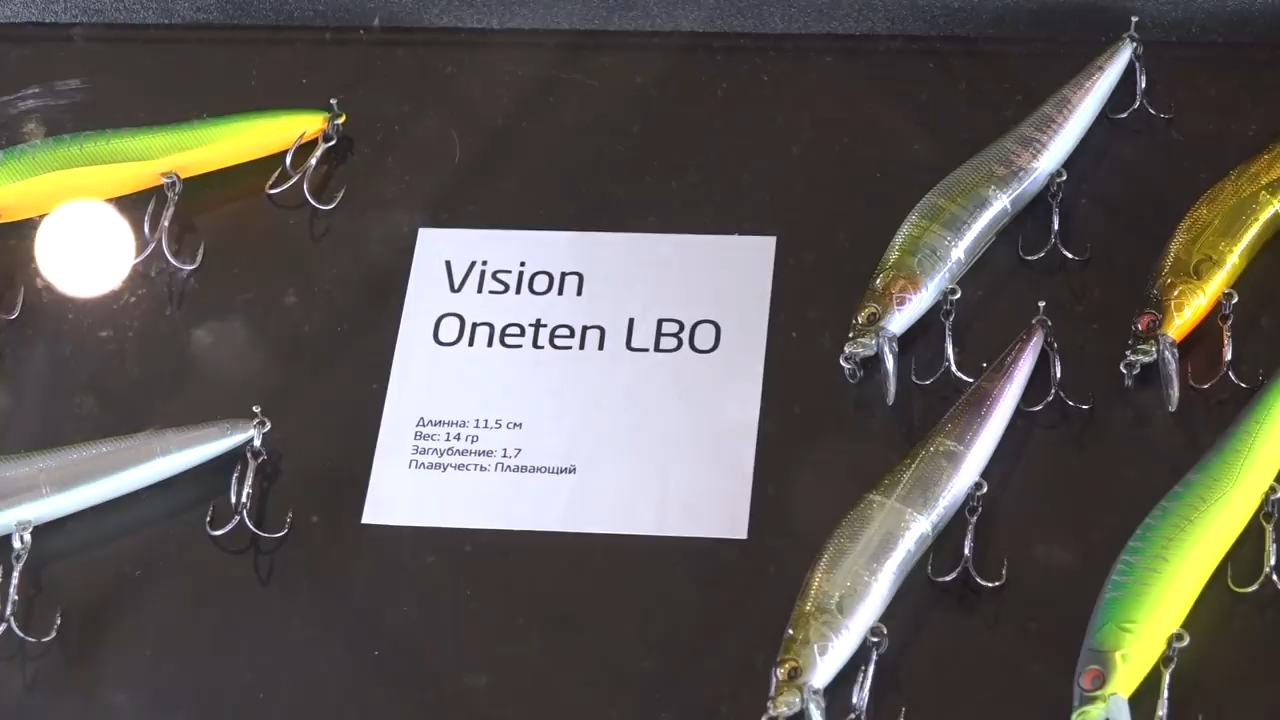 Vision
Oneten LBO
Длинна: 11,5 см
Вес: 14 гр
Заглубление: 1,7
Плавучесть: Плавающий